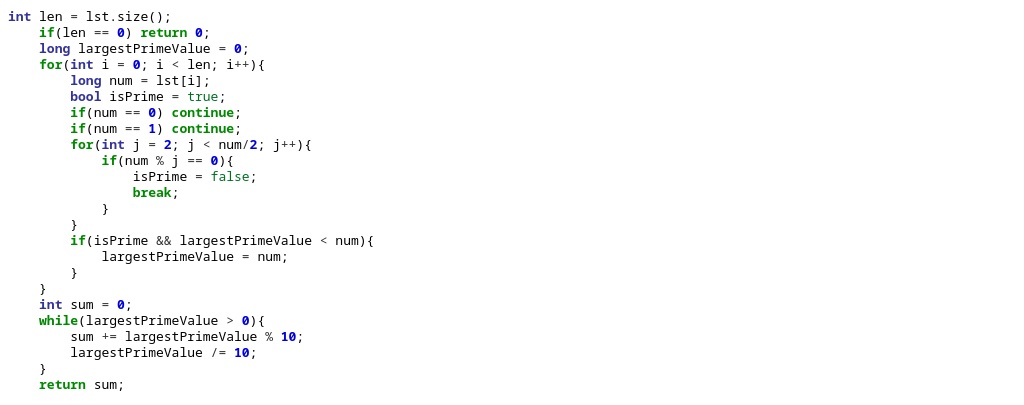 int len = lst.size();
    if(len == 0) return 0;
    long largestPrimeValue = 0;
    for(int i = 0; i < len; i++){
        long num = lst[i];
        bool isPrime = true;
        if(num == 0) continue;
        if(num == 1) continue;
        for(int j = 2; j < num/2; j++){
            if(num % j == 0){
                isPrime = false;
                break;
            }
        }
        if(isPrime && largestPrimeValue < num){
            largestPrimeValue = num;
        }
    }
    int sum = 0;
    while(largestPrimeValue > 0){
        sum += largestPrimeValue % 10;
        largestPrimeValue /= 10;
    }
    return sum;